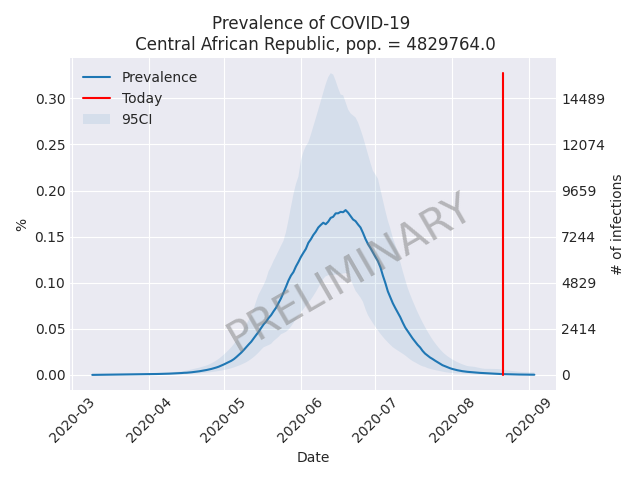 Prevalence of COVID-19
Central African Republic, pop. = 4829764.0
Prevalence
Today
95CI
0.30
0.25
0.20
0.15
0.10
0.05
0.00
%
14489
12074
9659
7244
4829
2414
0
# of infections
PRELIMINARY
2020-03
2020-04
2020-05
2020-06
2020-07
2020-08
2020-09
Date